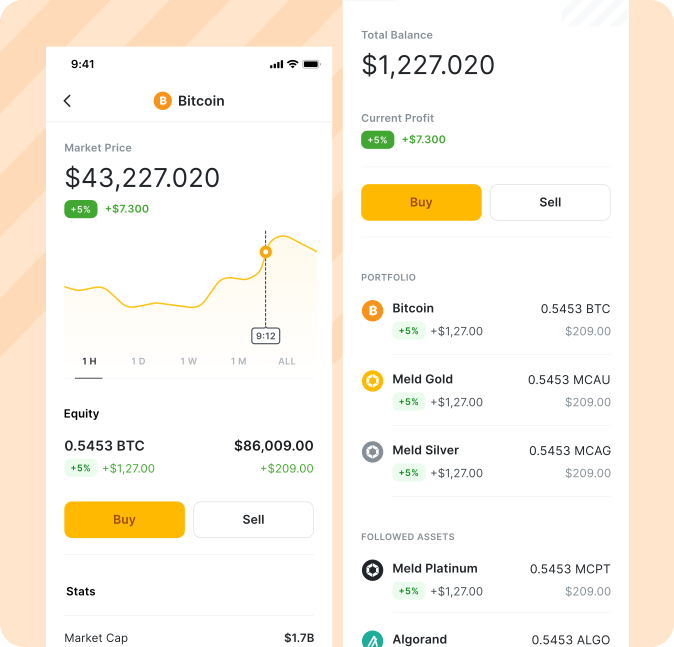 9:41
Bitcoin
Market Price
$43,227.020
+5% +$7.300
9:12
1 H 1 D 1 W 1 M ALL
Equity
0.5453 BTC $86,009.00
+5% +$1,27.00 +$209.00
Buy Sell
Stats
Market Cap $1.7B
Total Balance
$1,227.020
Current Profit
+5% +$7.300
Buy Sell
PORTFOLIO
Bitcoin 0.5453 BTC
+5% +$1,27.00 $209.00
Meld Gold 0.5453 MCAU
+5% +$1,27.00 $209.00
Meld Silver 0.5453 MCAG
+5% +$1,27.00 $209.00
FOLLOWED ASSETS
Meld Platinum 0.5453 MCPT
+5% +$1,27.00 $209.00
Algorand 0.5453 ALGO